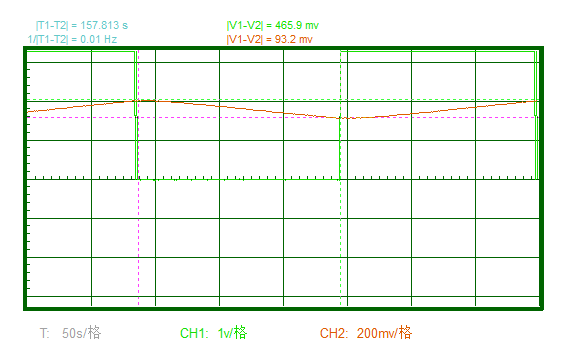 |T1-T2| = 157.813 s |V1-V2| = 465.9 mv
1/|T1-T2| = 0.01 Hz |V1-V2| = 93.2 mv
T: 50s/格 CH1: 1v/格 CH2: 200mv/格